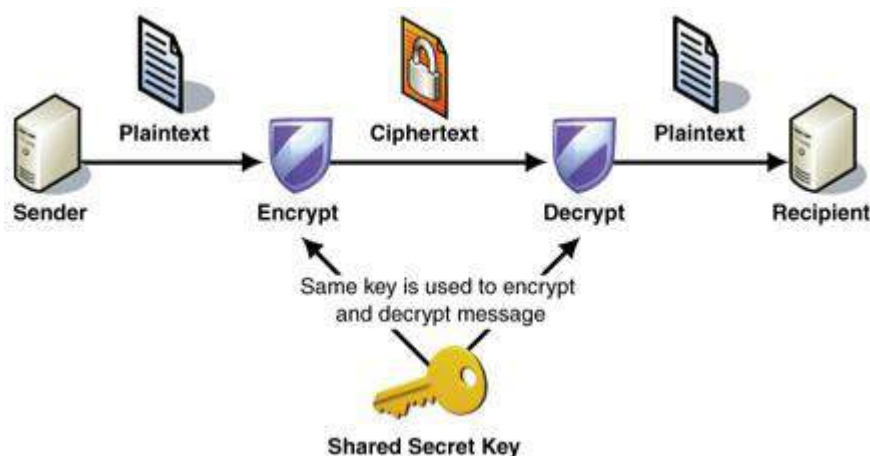 Plaintext
Ciphertext
Plaintext
Sender
Encrypt
Decrypt
Recipient
Same key is used to encrypt
and decrypt message
Shared Secret Key